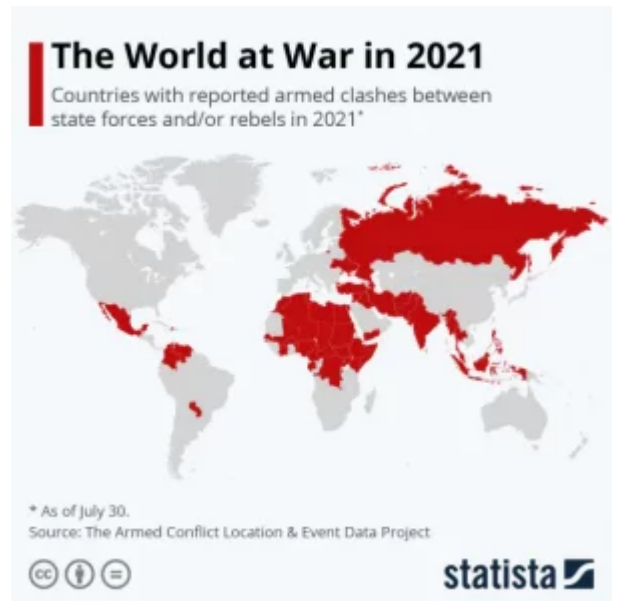 The World at War in 2021
Countries with reported armed clashes between
state forces and/or rebels in 2021*
* As of July 30.
Source: The Armed Conflict Location & Event Data Project
cc
statista